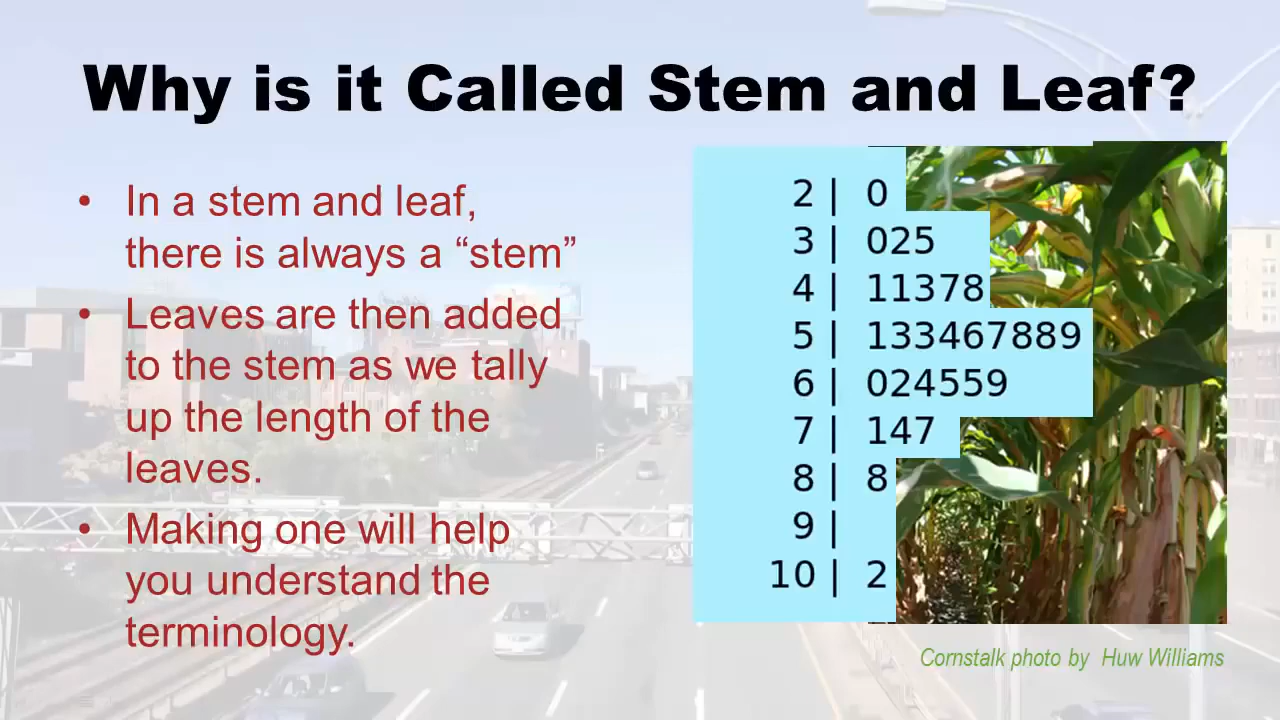 Why is it Called Stem and Leaf?
• In a stem and leaf,
there is always a “stem”
• Leaves are then added
to the stem as we tally
up the length of the
leaves.
• Making one will help
you understand the
terminology.
2 | 0
3 | 025
4 | 11378
5 | 133467889
6 | 024559
7 | 147
8 | 8
9 |
10 | 2
Cornstalk photo by Huw Williams